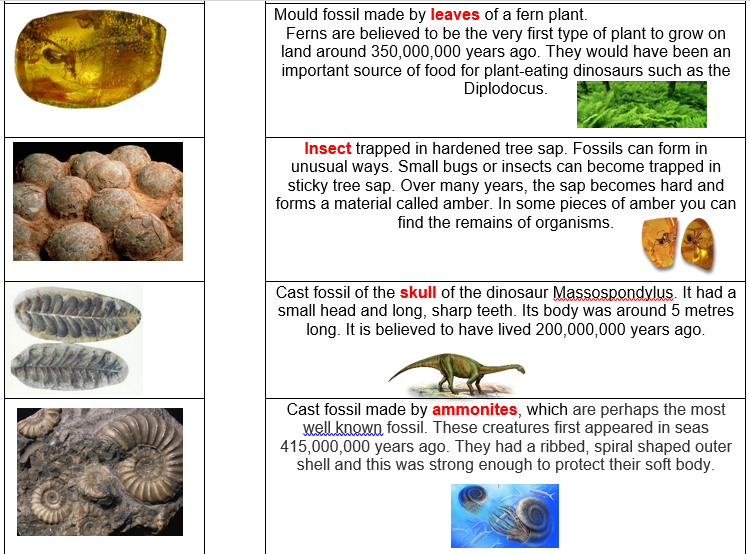 Mould fossil made by leaves of a fern plant.
Ferns are believed to be the very first type of plant to grow on
land around 350,000,000 years ago. They would have been an
important source of food for plant-eating dinosaurs such as the
Diplodocus.
Insect trapped in hardened tree sap. Fossils can form in
unusual ways. Small bugs or insects can become trapped in
sticky tree sap. Over many years, the sap becomes hard and
forms a material called amber. In some pieces of amber you can
find the remains of organisms.
Cast fossil of the skull of the dinosaur Massospondylus. It had a
small head and long, sharp teeth. Its body was around 5 metres
long. It is believed to have lived 200,000,000 years ago.
Cast fossil made by ammonites, which are perhaps the most
well known fossil. These creatures first appeared in seas
415,000,000 years ago. They had a ribbed, spiral shaped outer
shell and this was strong enough to protect their soft body.